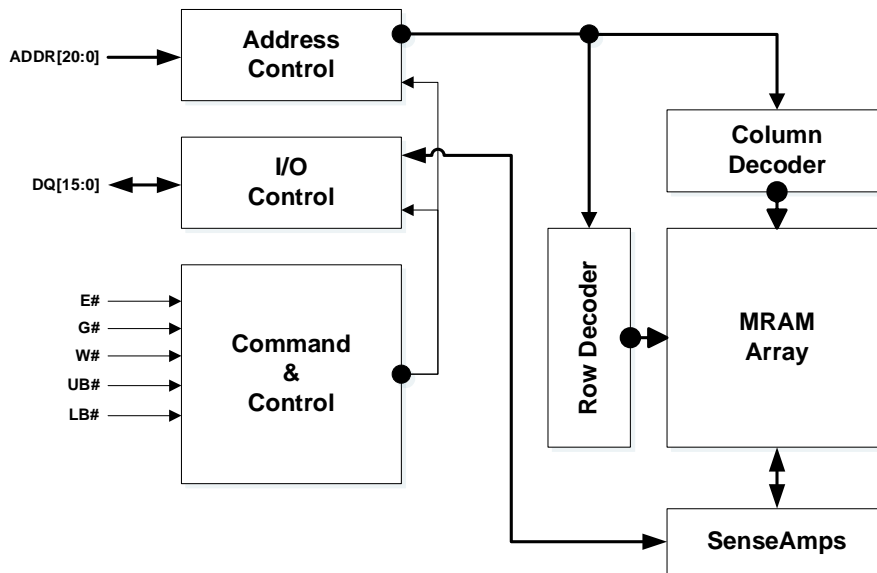 ADDR[20:0]
Address
Control
Column
Decoder
DQ[15:0]
I/O
Control
E#
G#
W#
UB#
LB#
Command
&
Control
Row Decoder
MRAM
Array
SenseAmps